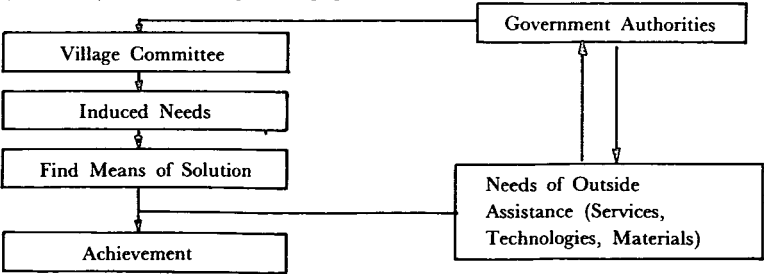 Government Authorities
Village Committee
Induced Needs
Find Means of Solution
Needs of Outside
Assistance (Services,
Technologies, Materials)
Achievement